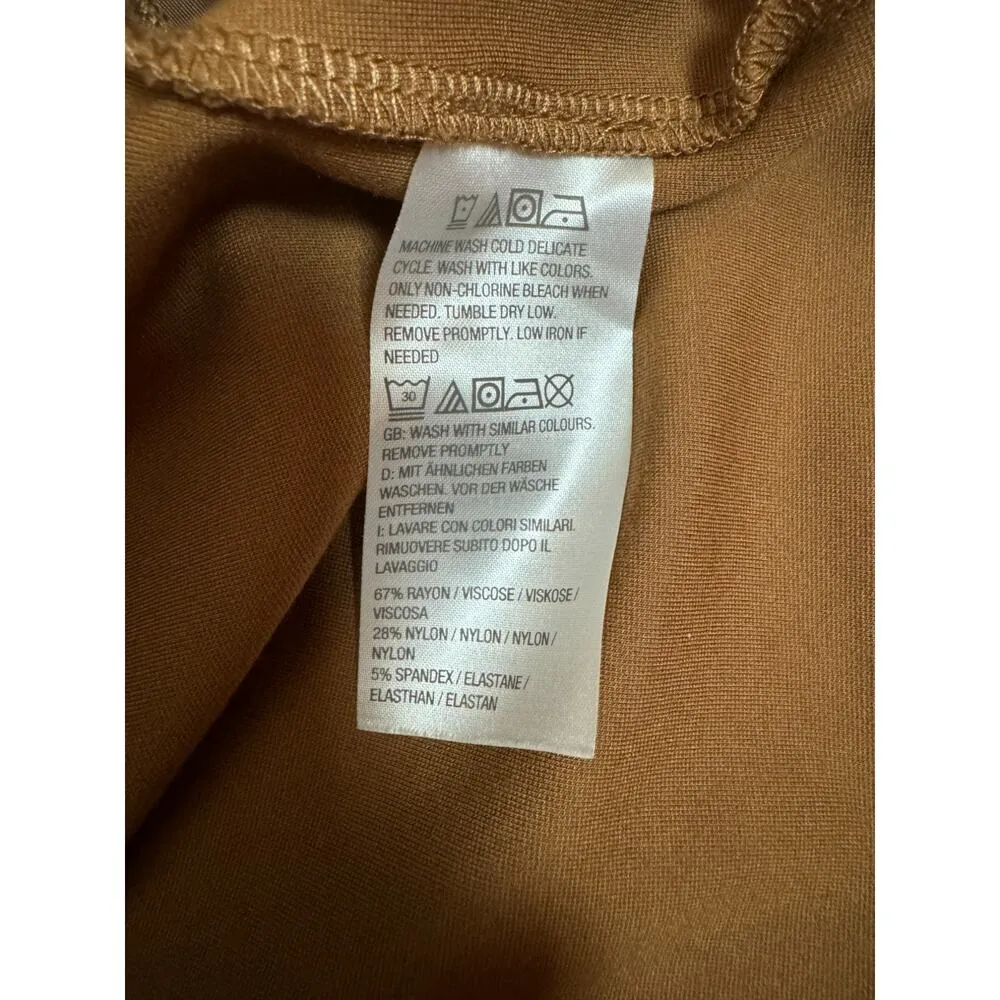 MACHINE WASH COLD DELICATE
CYCLE. WASH WITH LIKE COLORS.
ONLY NON-CHLORINE BLEACH WHEN
NEEDED. TUMBLE DRY LOW.
REMOVE PROMPTLY. LOW IRON IF
NEEDED
30
GB: WASH WITH SIMILAR COLOURS.
REMOVE PROMPTLY
D: MIT ÄHNLICHEN FARBEN
WASCHEN. VOR DER WÄSCHE
ENTFERNEN
I: LAVARE CON COLORI SIMILARI.
RIMUOVERE SUBITO DOPO IL
LAVAGGIO
67% RAYON / VISCOSE / VISKOSE /
VISCOSA
28% NYLON / NYLON / NYLON /
NYLON
5% SPANDEX / ELASTANE /
ELASTHAN / ELASTAN